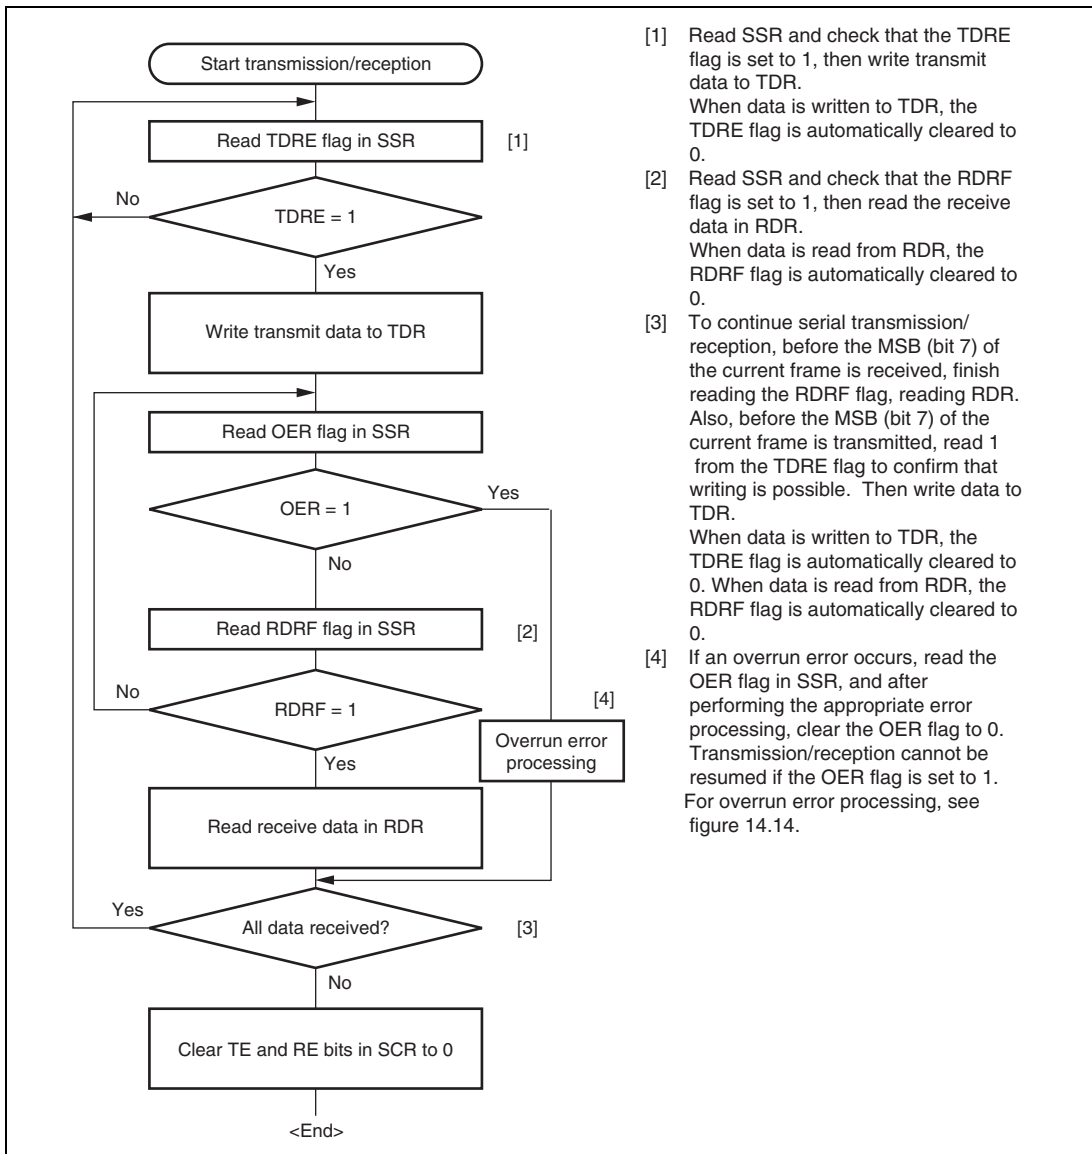 Start transmission/reception
Read TDRE flag in SSR
[1]
No
TDRE = 1
Yes
Write transmit data to TDR
Read OER flag in SSR
Yes
OER = 1
No
Read RDRF flag in SSR
[2]
No
RDRF = 1
[4]
Overrun error
processing
Yes
Read receive data in RDR
Yes
All data received?
[3]
No
Clear TE and RE bits in SCR to 0
<End>
[1] Read SSR and check that the TDRE
flag is set to 1, then write transmit
data to TDR.
When data is written to TDR, the
TDRE flag is automatically cleared to
0.
[2] Read SSR and check that the RDRF
flag is set to 1, then read the receive
data in RDR.
When data is read from RDR, the
RDRF flag is automatically cleared to
0.
[3] To continue serial transmission/
reception, before the MSB (bit 7) of
the current frame is received, finish
reading the RDRF flag, reading RDR.
Also, before the MSB (bit 7) of the
current frame is transmitted, read 1
from the TDRE flag to confirm that
writing is possible. Then write data to
TDR.
When data is written to TDR, the
TDRE flag is automatically cleared to
0. When data is read from RDR, the
RDRF flag is automatically cleared to
0.
[4] If an overrun error occurs, read the
OER flag in SSR, and after
performing the appropriate error
processing, clear the OER flag to 0.
Transmission/reception cannot be
resumed if the OER flag is set to 1.
For overrun error processing, see
figure 14.14.